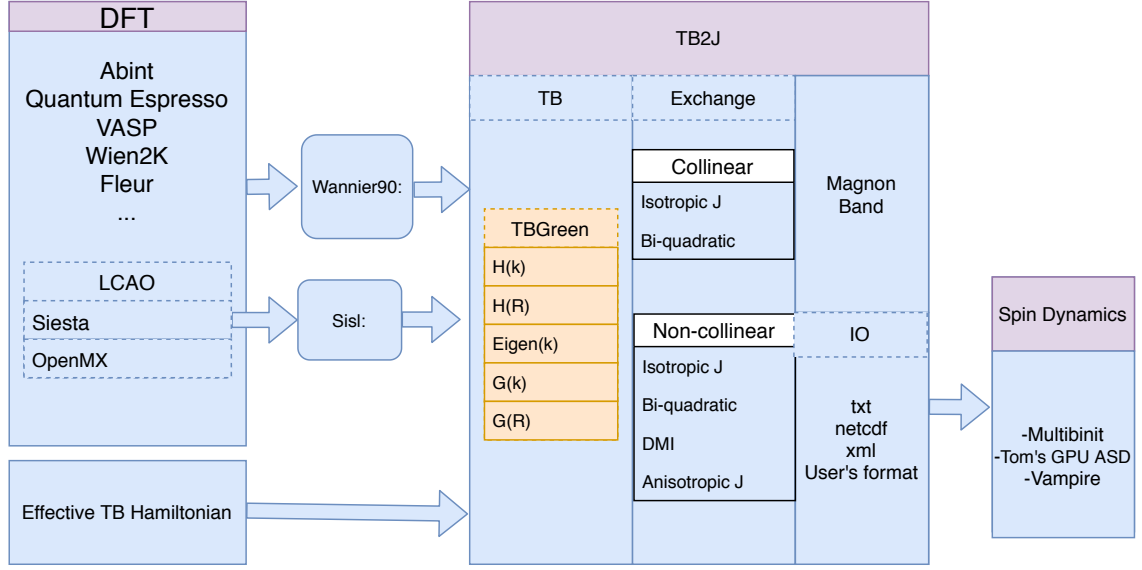 DFT
Abint
Quantum Espresso
VASP
Wien2K
Fleur
...
LCAO
Siesta
OpenMX
Effective TB Hamiltonian
Wannier90:
Sisl:
TB2J
TB
TBGreen
H(k)
H(R)
Eigen(k)
G(k)
G(R)
Exchange
Collinear
Isotropic J
Bi-quadratic
Non-collinear
Isotropic J
Bi-quadratic
DMI
Anisotropic J
Magnon
Band
IO
txt
netcdf
xml
User's format
Spin Dynamics
-Multibinit
-Tom's GPU ASD
-Vampire